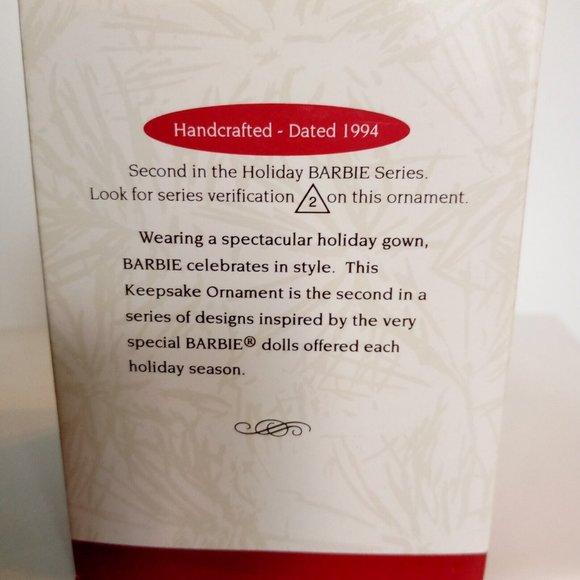 Handcrafted - Dated 1994
Second in the Holiday BARBIE Series.
Look for series verification 2 on this ornament.
Wearing a spectacular holiday gown,
BARBIE celebrates in style. This
Keepsake Ornament is the second in a
series of designs inspired by the very
special BARBIE® dolls offered each
holiday season.